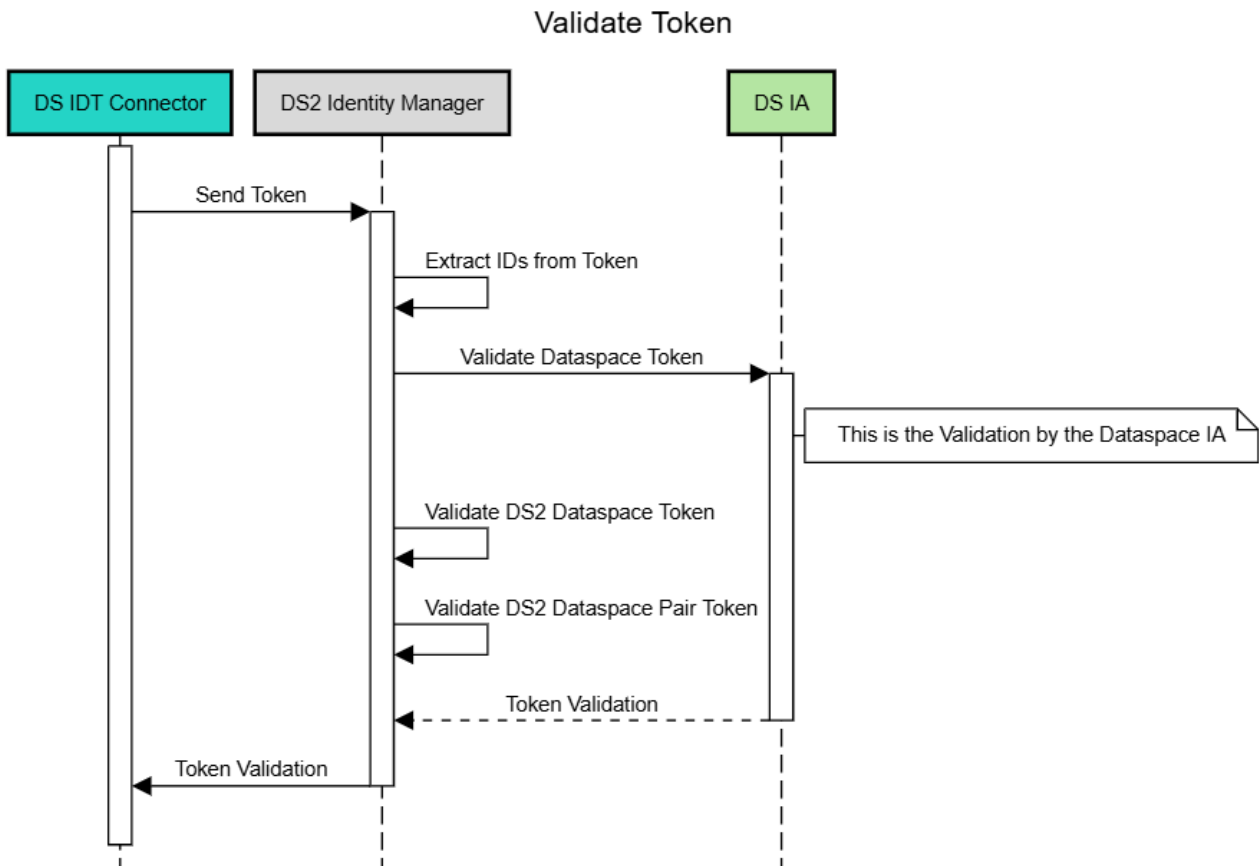 Validate Token
DS IDT Connector
DS2 Identity Manager
DS IA
Send Token
Extract IDs from Token
Validate Dataspace Token
This is the Validation by the Dataspace IA
Validate DS2 Dataspace Token
Validate DS2 Dataspace Pair Token
Token Validation
Token Validation